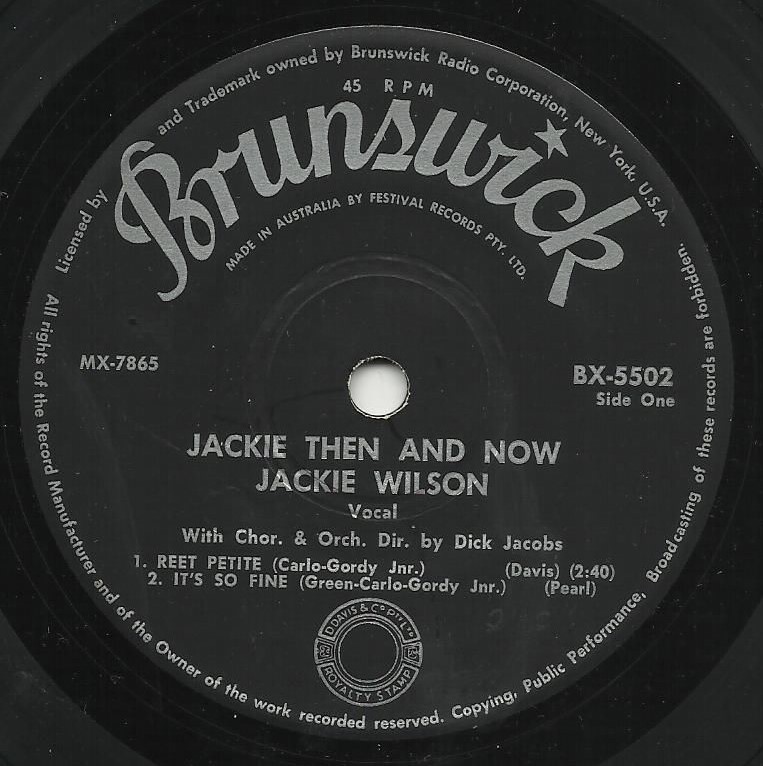 Licensed by and Trademark owned by Brunswick Radio Corporation, New York, U.S.A.
45 RPM
Brunswick
MADE IN AUSTRALIA BY FESTIVAL RECORDS PTY. LTD.
MX-7865
BX-5502
Side One
JACKIE THEN AND NOW
JACKIE WILSON
Vocal
With Chor. & Orch. Dir. by Dick Jacobs
1. REET PETITE (Carlo-Gordy Jnr.) (Davis) (2:40)
2. IT'S SO FINE (Green-Carlo-Gordy Jnr.) (Pearl)
D.DAVIS & Co PTY LTD
ROYALTY STAMP
All rights of the Record Manufacturer and of the Owner of the work recorded reserved. Copying, Public Performance, Broadcasting of these records are forbidden.